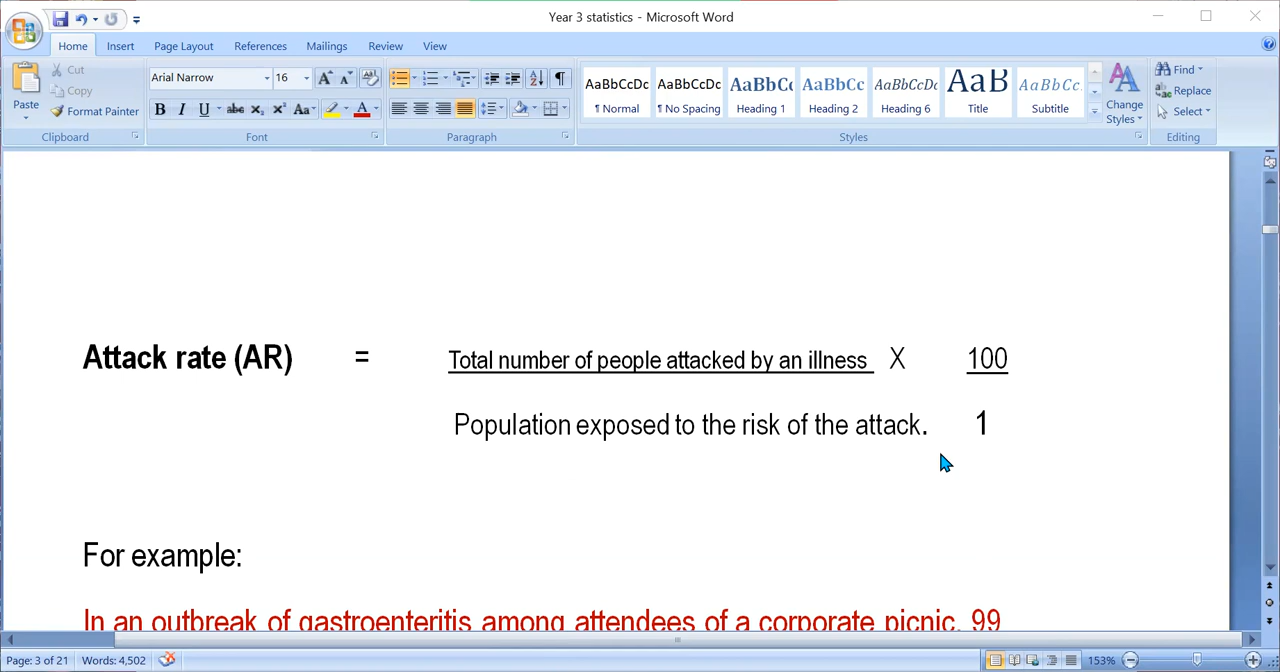 Year 3 statistics - Microsoft Word
Home Insert Page Layout References Mailings Review View
Paste
Cut
Copy
Format Painter
Clipboard
Arial Narrow 16
B I U abc X₂ X² Aa
Font
Paragraph
AaBbCcDc AaBbCcDc AaBbCc AaBbCc AaBbCcDc AaB AaBbCc.
¶ Normal ¶ No Spacing Heading 1 Heading 2 Heading 6 Title Subtitle
Change Styles
Styles
Find
Replace
Select
Editing
Attack rate (AR) = Total number of people attacked by an illness X 100
Population exposed to the risk of the attack. 1
For example:
In an outbreak of gastroenteritis among attendees of a corporate picnic, 99
Page: 3 of 21 Words: 4,502 153%